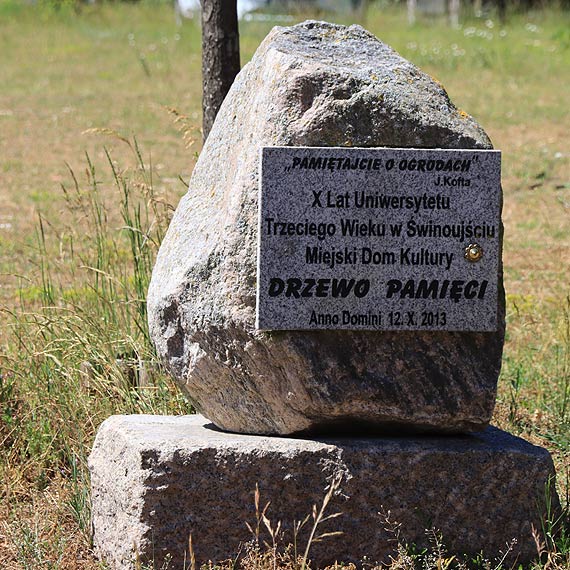 „PAMIĘTAJCIE O OGRODACH"
J.Kofta
X Lat Uniwersytetu
Trzeciego Wieku w Świnoujściu
Miejski Dom Kultury
DRZEWO PAMIĘCI
Anno Domini 12. X. 2013